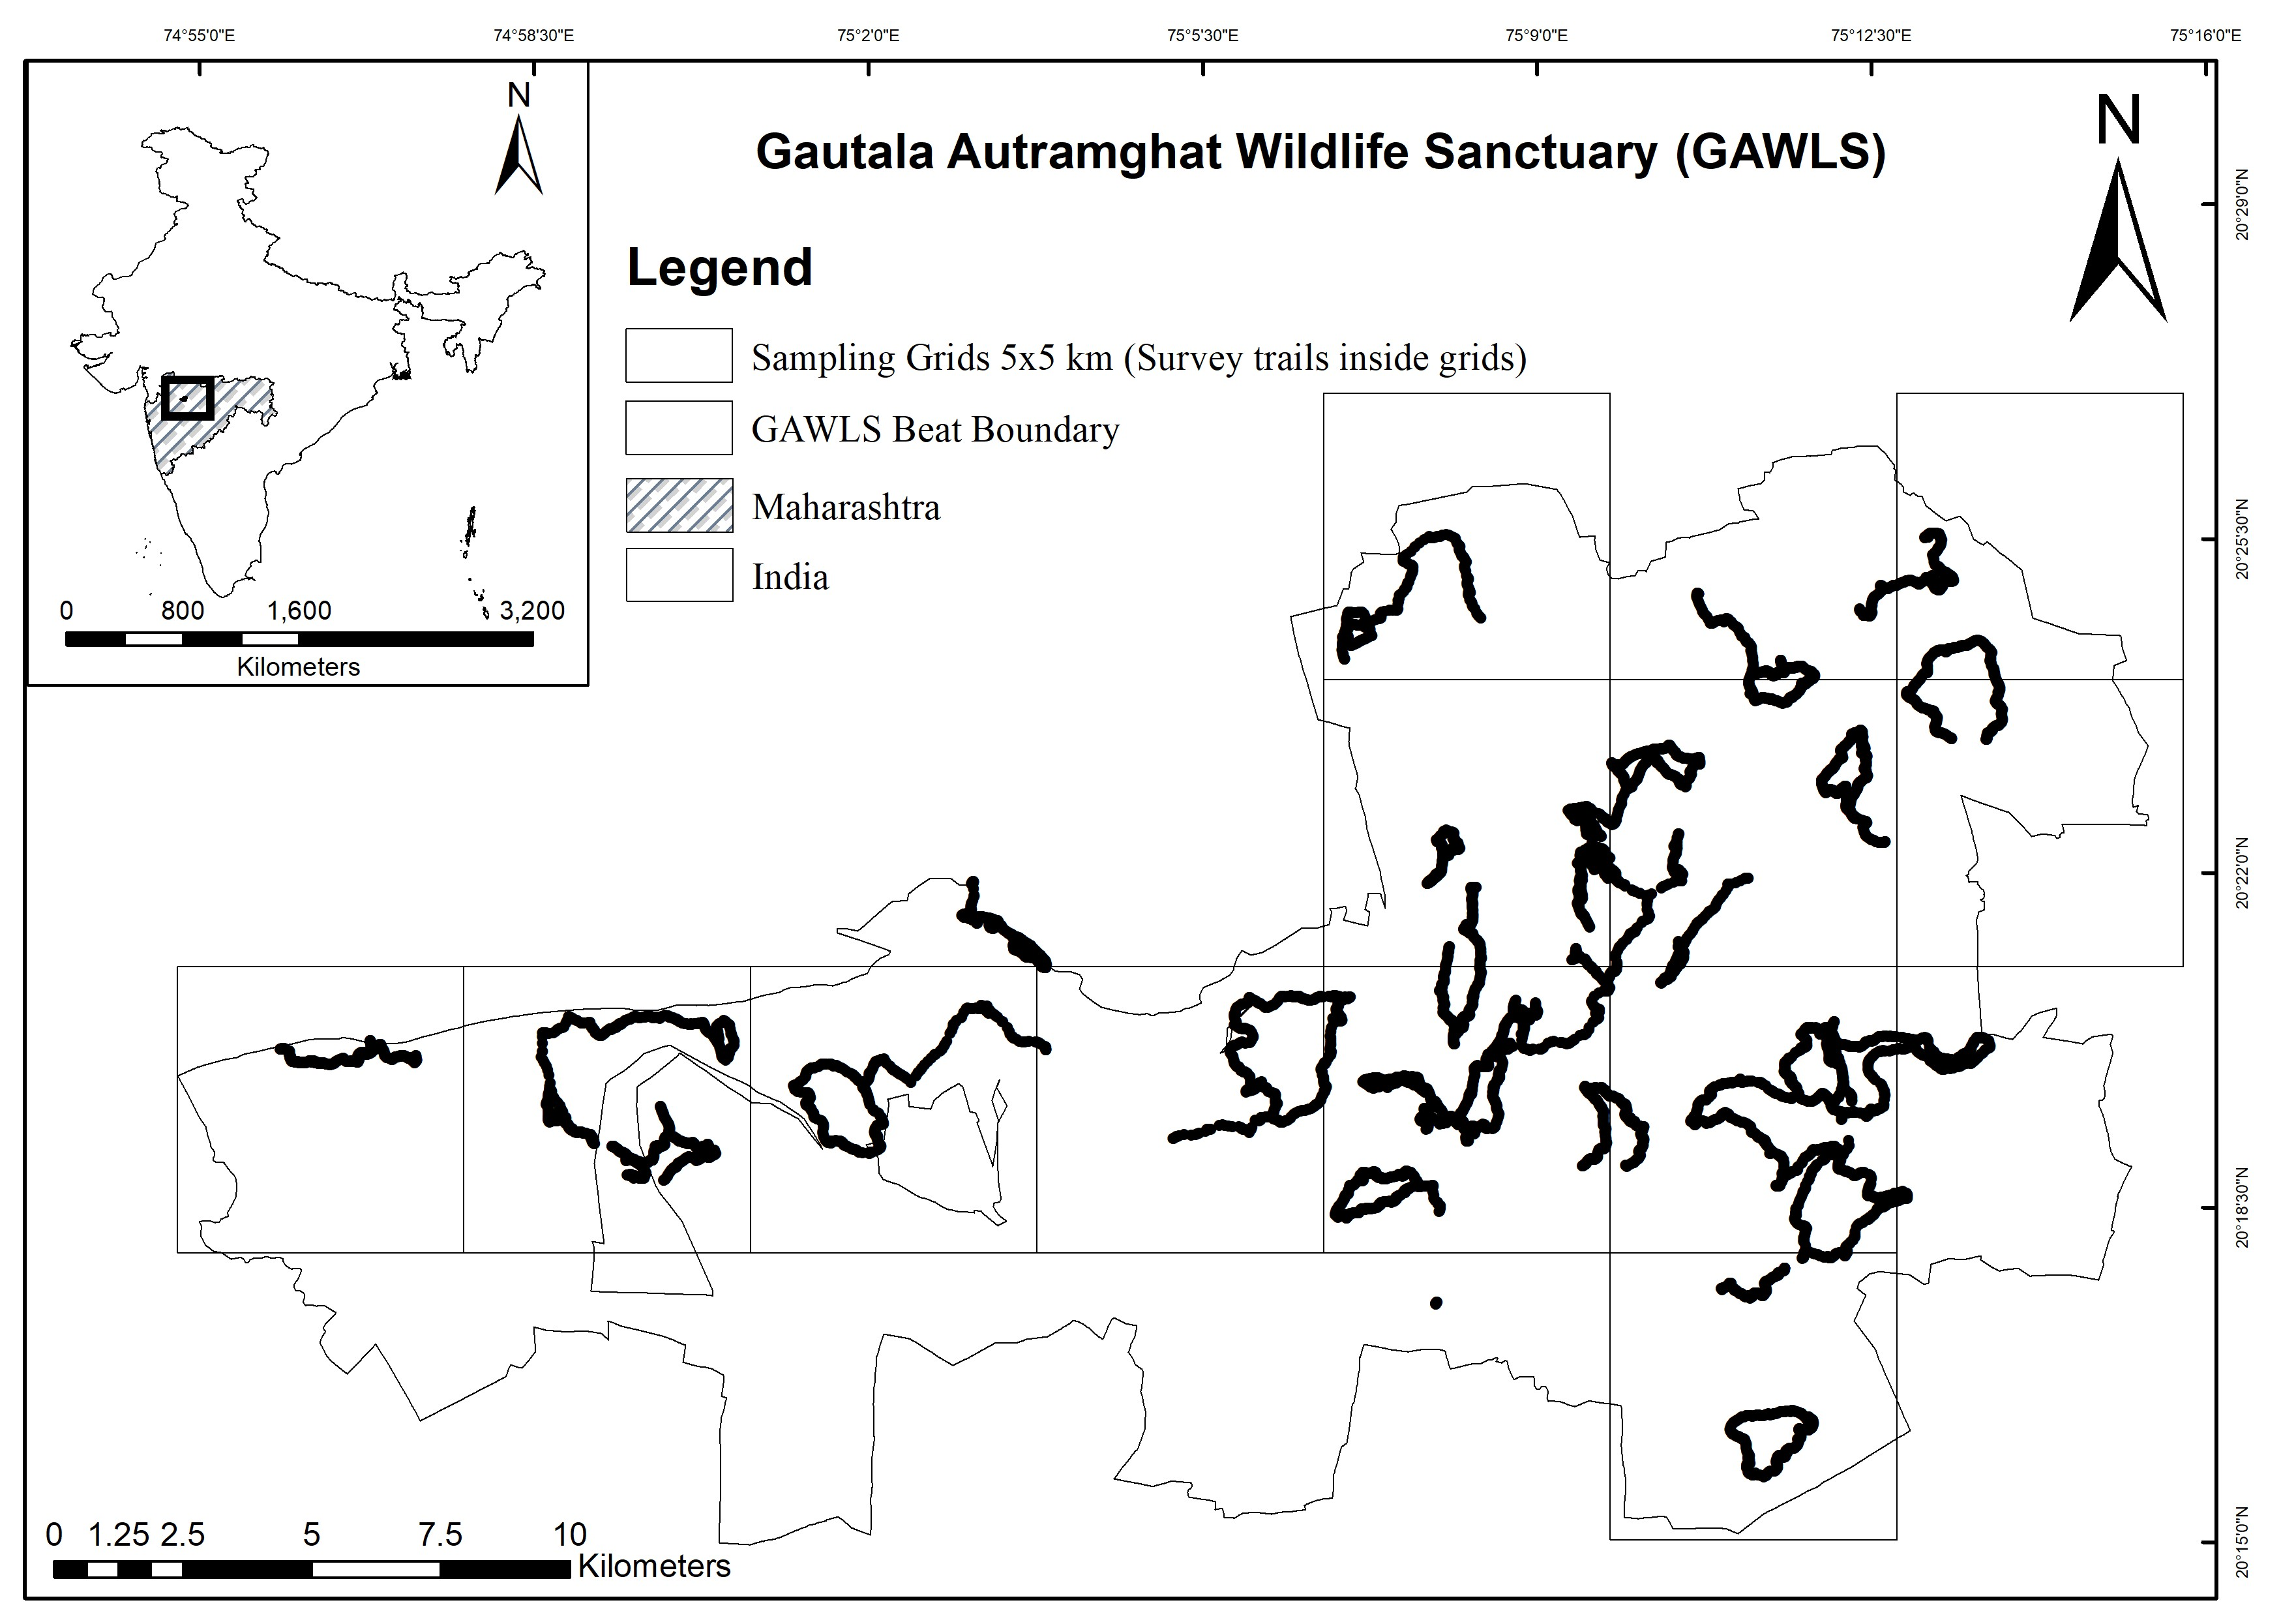 74°55'0"E 74°58'30"E 75°2'0"E 75°5'30"E 75°9'0"E 75°12'30"E 75°16'0"E
N
N
Gautala Autramghat Wildlife Sanctuary (GAWLS)
Legend
Sampling Grids 5x5 km (Survey trails inside grids)
GAWLS Beat Boundary
Maharashtra
India
0 800 1,600 3,200
Kilometers
20°29'0"N
20°25'30"N
20°22'0"N
20°18'30"N
20°15'0"N
0 1.25 2.5 5 7.5 10
Kilometers